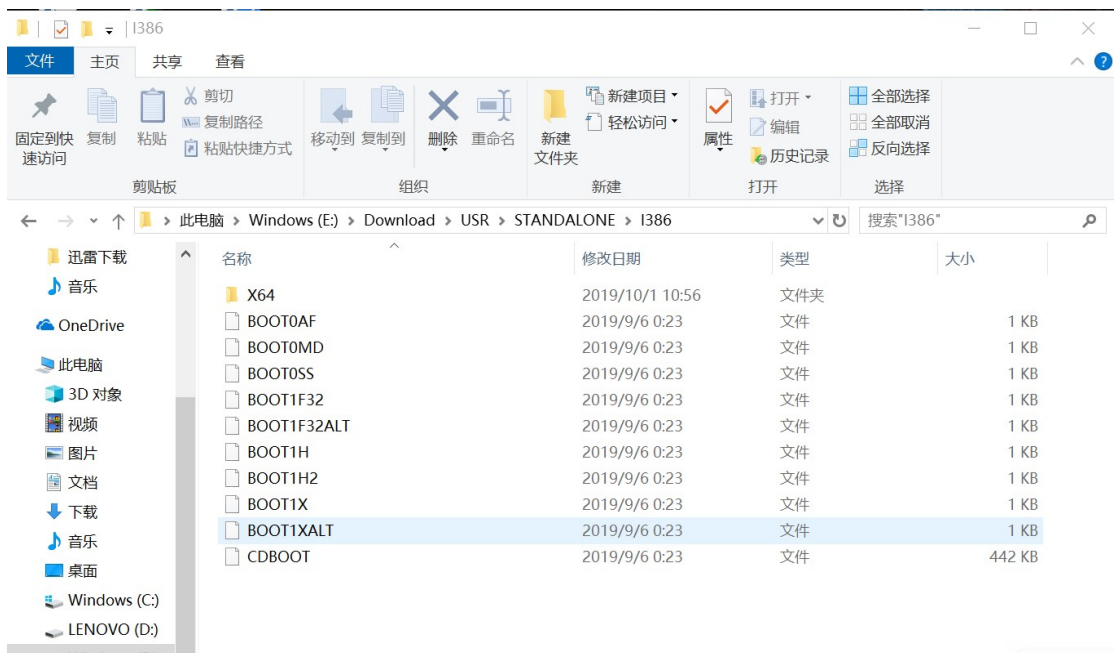 I386
文件 主页 共享 查看
固定到快速访问 复制 粘贴 剪切 复制路径 粘贴快捷方式 移动到 复制到 删除 重命名 新建文件夹 新建项目 轻松访问 属性 打开 编辑 历史记录 全部选择 全部取消 反向选择
剪贴板 组织 新建 打开 选择
此电脑 > Windows (E:) > Download > USR > STANDALONE > I386 搜索"I386"
名称 修改日期 类型 大小
X64 2019/10/1 10:56 文件夹
BOOT0AF 2019/9/6 0:23 文件 1 KB
BOOT0MD 2019/9/6 0:23 文件 1 KB
BOOT0SS 2019/9/6 0:23 文件 1 KB
BOOT1F32 2019/9/6 0:23 文件 1 KB
BOOT1F32ALT 2019/9/6 0:23 文件 1 KB
BOOT1H 2019/9/6 0:23 文件 1 KB
BOOT1H2 2019/9/6 0:23 文件 1 KB
BOOT1X 2019/9/6 0:23 文件 1 KB
BOOT1XALT 2019/9/6 0:23 文件 1 KB
CDBOOT 2019/9/6 0:23 文件 442 KB
迅雷下载
音乐
OneDrive
此电脑
3D 对象
视频
图片
文档
下载
音乐
桌面
Windows (C:)
LENOVO (D:)